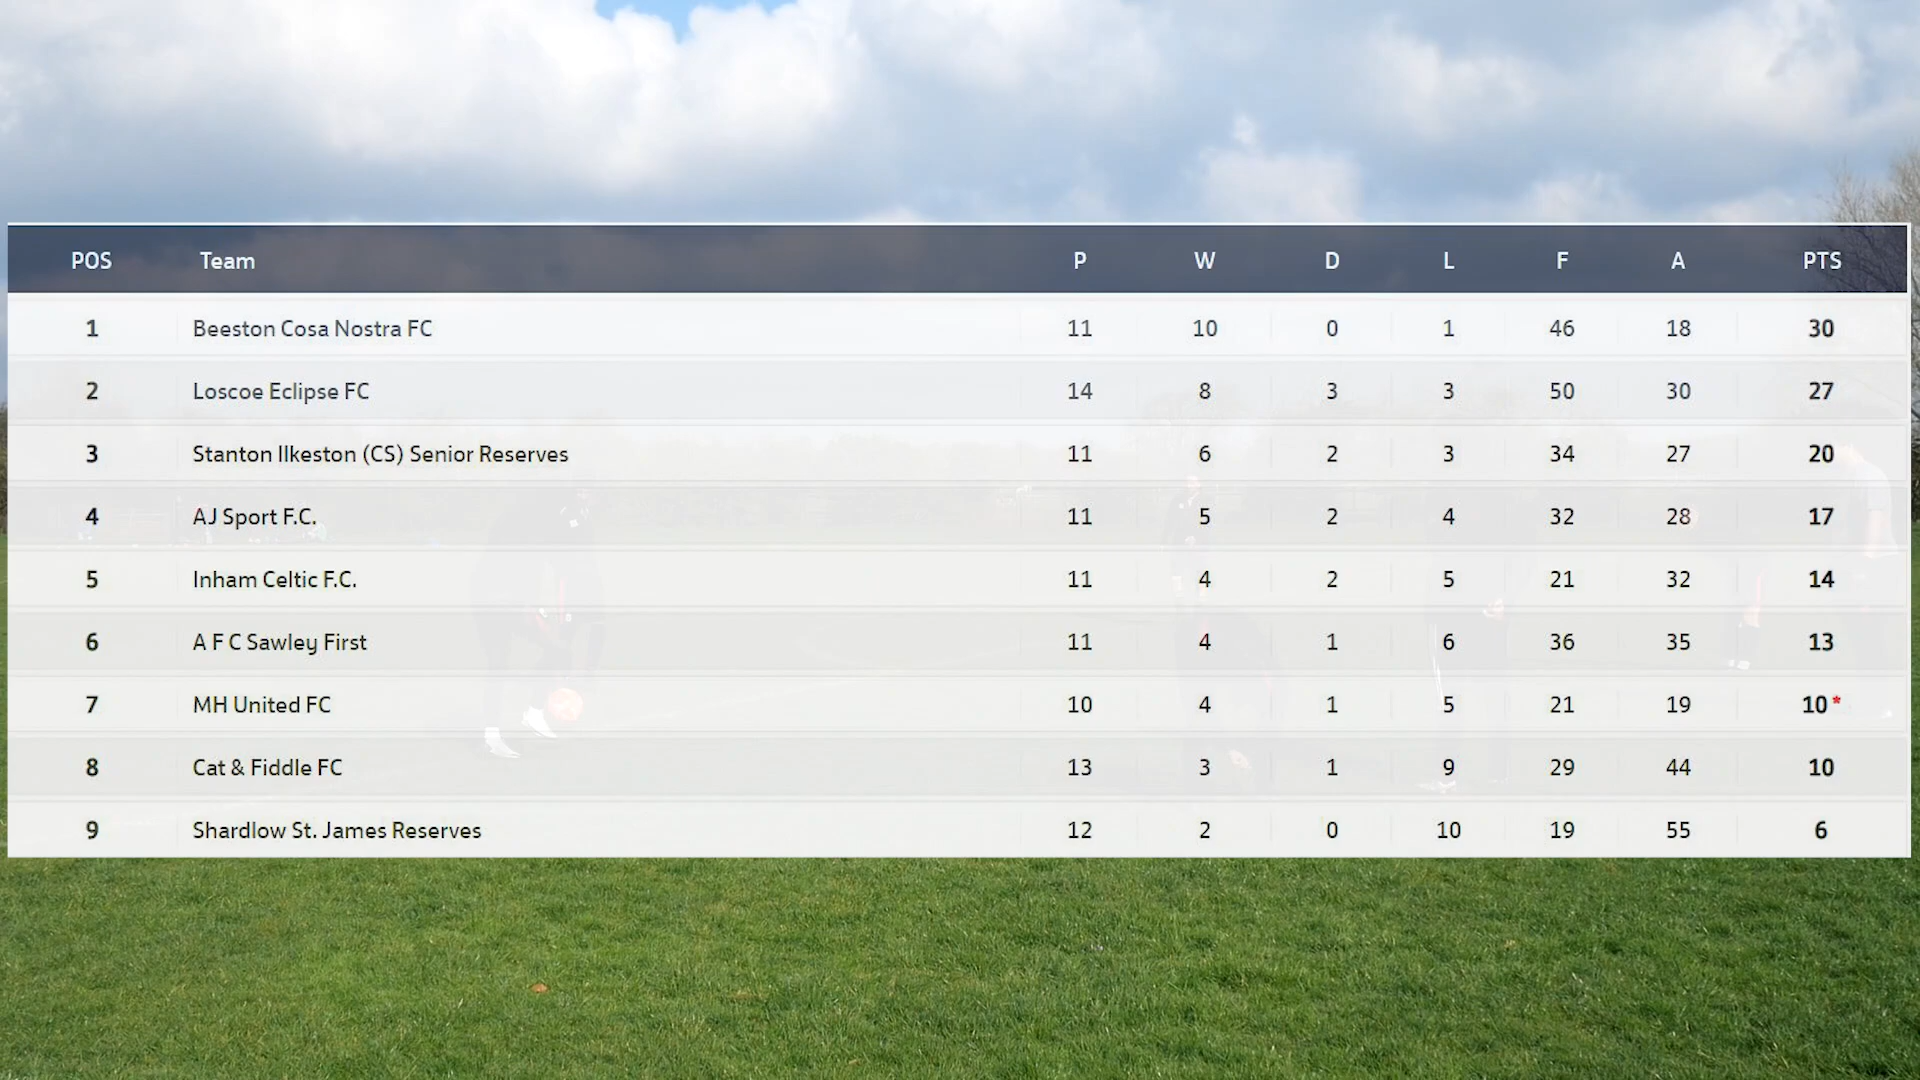 POS Team P W D L F A PTS
1 Beeston Cosa Nostra FC 11 10 0 1 46 18 30
2 Loscoe Eclipse FC 14 8 3 3 50 30 27
3 Stanton Ilkeston (CS) Senior Reserves 11 6 2 3 34 27 20
4 AJ Sport F.C. 11 5 2 4 32 28 17
5 Inham Celtic F.C. 11 4 2 5 21 32 14
6 A F C Sawley First 11 4 1 6 36 35 13
7 MH United FC 10 4 1 5 21 19 10*
8 Cat & Fiddle FC 13 3 1 9 29 44 10
9 Shardlow St. James Reserves 12 2 0 10 19 55 6